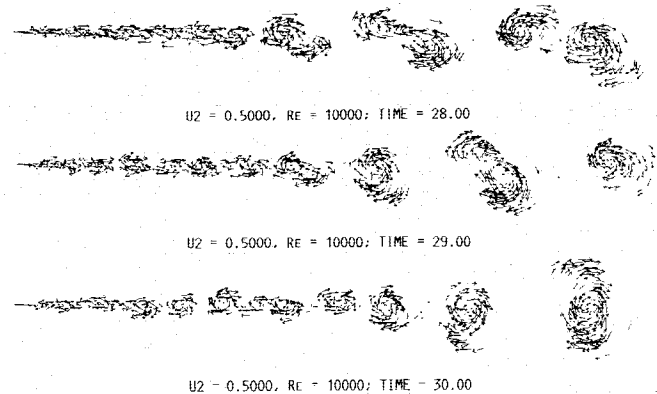 U2 = 0.5000, RE = 10000; TIME = 28.00
U2 = 0.5000, RE = 10000; TIME = 29.00
U2 = 0.5000, RE = 10000; TIME = 30.00